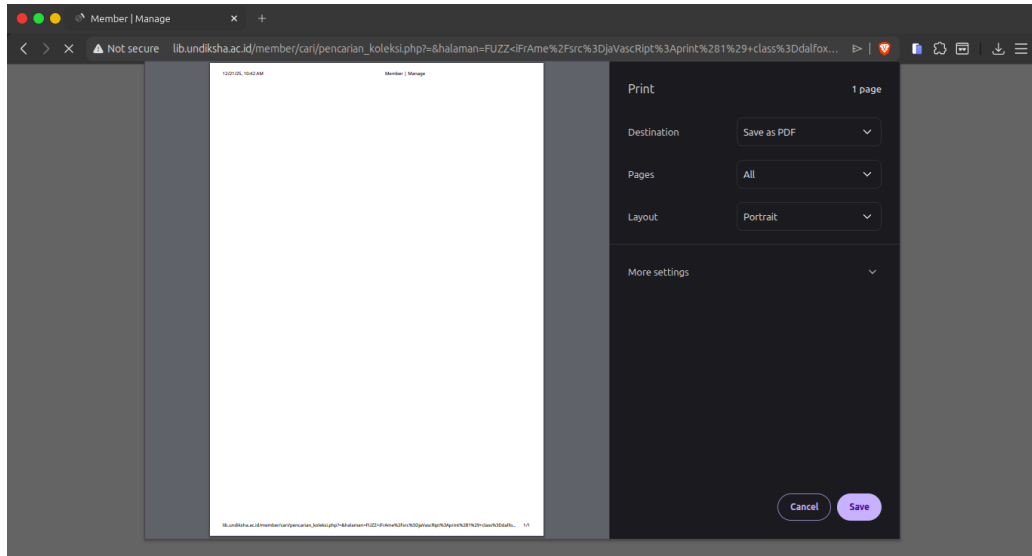 Member | Manage
Not secure lib.undiksha.ac.id/member/cari/pencarian_koleksi.php?=&halaman=FUZZ<iFrAme%2Fsrc%3DjaVascRipt%3Aprint%281%29+class%3Ddalfox...
12/21/25, 10:42 AM Member | Manage
Print 1 page
Destination Save as PDF
Pages All
Layout Portrait
More settings
Cancel Save
lib.undiksha.ac.id/member/cari/pencarian_koleksi.php?=&halaman=FUZZ<iFrAme%2Fsrc%3DjaVascRipt%3Aprint%281%29+class%3Ddalfo... 1/1